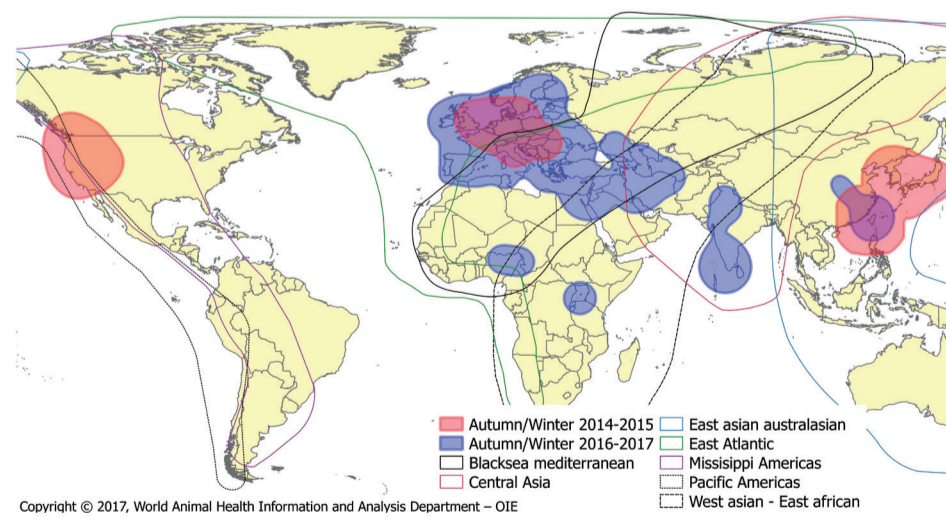 Autumn/Winter 2014-2015
Autumn/Winter 2016-2017
Blacksea mediterranean
Central Asia
East asian australasian
East Atlantic
Missisippi Americas
Pacific Americas
West asian - East african
Copyright © 2017, World Animal Health Information and Analysis Department – OIE